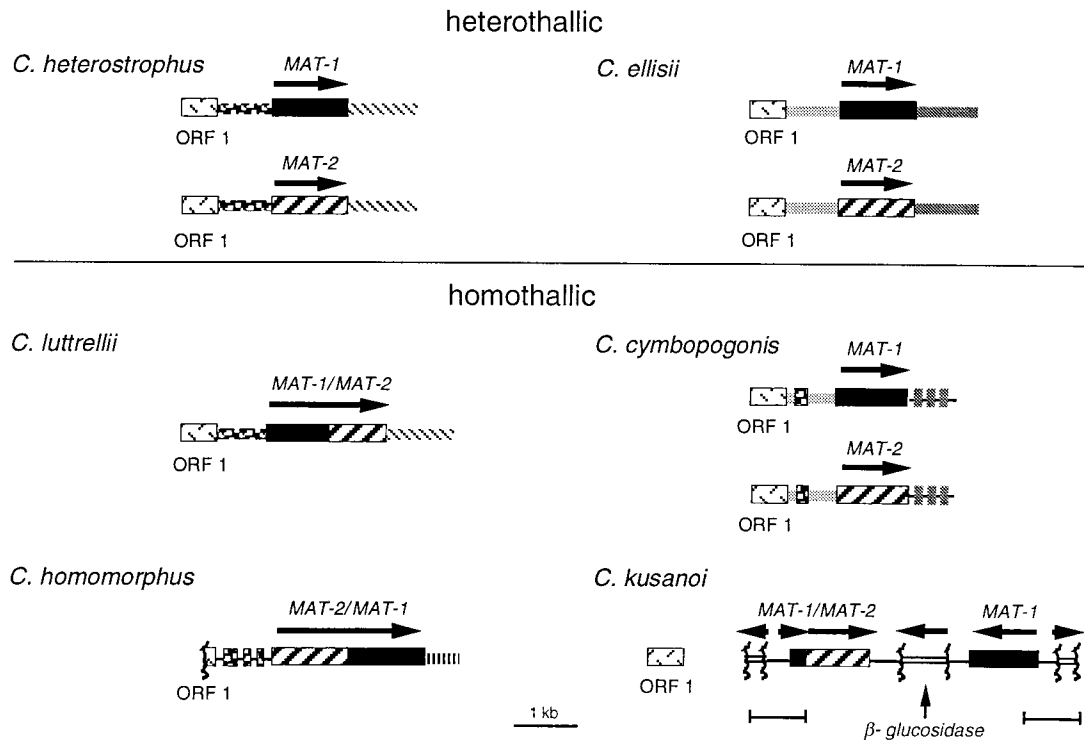 heterothallic
C. heterostrophus
MAT-1
ORF 1
MAT-2
ORF 1
C. ellisii
MAT-1
ORF 1
MAT-2
ORF 1
homothallic
C. luttrellii
MAT-1/MAT-2
ORF 1
C. cymbopogonis
MAT-1
ORF 1
MAT-2
ORF 1
C. homomorphus
MAT-2/MAT-1
ORF 1
1 kb
C. kusanoi
MAT-1/MAT-2
MAT-1
ORF 1
β- glucosidase